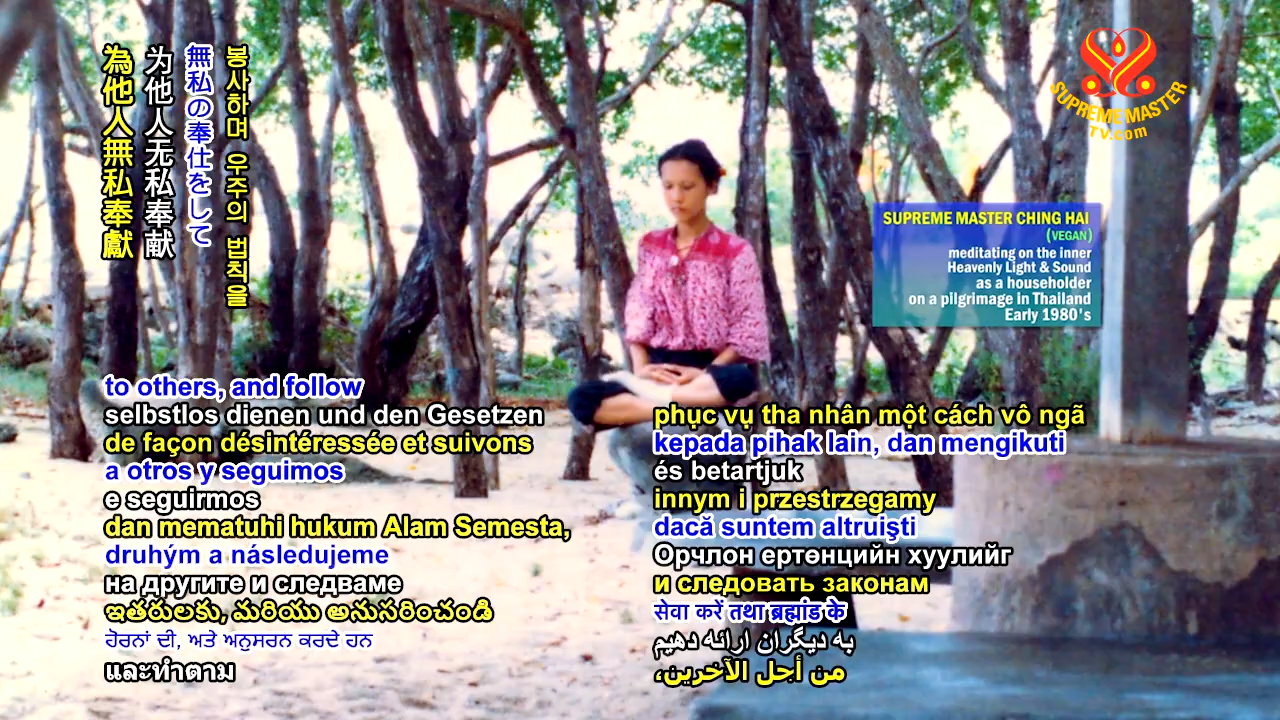 봉사하며 우주의 법칙을
無私の奉仕をして
为他人无私奉献
為他人無私奉獻
SUPREME MASTER
TV.com
SUPREME MASTER CHING HAI
(VEGAN)
meditating on the inner
Heavenly Light & Sound
as a householder
on a pilgrimage in Thailand
Early 1980's
to others, and follow
selbstlos dienen und den Gesetzen
de façon désintéressée et suivons
a otros y seguimos
e seguirmos
dan mematuhi hukum Alam Semesta,
druhým a následujeme
на другите и следваме
ఇతరులకు, మరియు అనుసరించండి
ਹੋਰਨਾਂ ਦੀ, ਅਤੇ ਅਨੁਸਰਨ ਕਰਦੇ ਹਨ
และทำตาม
phục vụ tha nhân một cách vô ngã
kepada pihak lain, dan mengikuti
és betartjuk
innym i przestrzegamy
dacă suntem altruişti
Орчлон ертөнцийн хуулийг
и следовать законам
सेवा करें तथा ब्रह्मांड के
به دیگران ارائه دهیم
من أجل الآخرين،